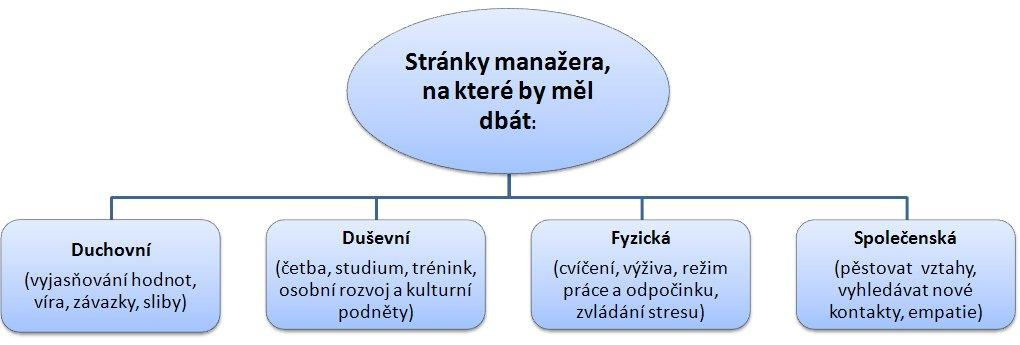 Stránky manažera,
na které by měl
dbát:
Duchovní
(vyjasňování hodnot,
víra, závazky, sliby)
Duševní
(četba, studium, trénink,
osobní rozvoj a kulturní
podněty)
Fyzická
(cvíčení, výživa, režim
práce a odpočinku,
zvládání stresu)
Společenská
(pěstovat vztahy,
vyhledávat nové
kontakty, empatie)